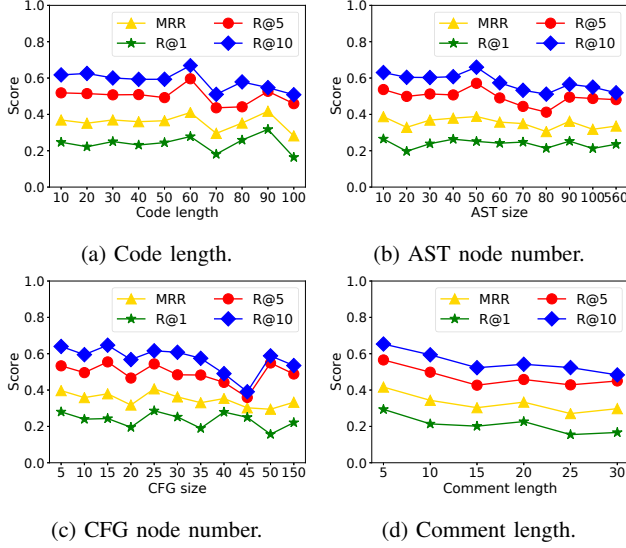 1.0
0.8
0.6
0.4
0.2
0.0
Score
MRR R@5
R@1 R@10
10 20 30 40 50 60 70 80 90 100
Code length
(a) Code length.
1.0
0.8
0.6
0.4
0.2
0.0
Score
MRR R@5
R@1 R@10
10 20 30 40 50 60 70 80 90 100 560
AST size
(b) AST node number.
1.0
0.8
0.6
0.4
0.2
0.0
Score
MRR R@5
R@1 R@10
5 10 15 20 25 30 35 40 45 50 150
CFG size
(c) CFG node number.
1.0
0.8
0.6
0.4
0.2
0.0
Score
MRR R@5
R@1 R@10
5 10 15 20 25 30
Comment length
(d) Comment length.